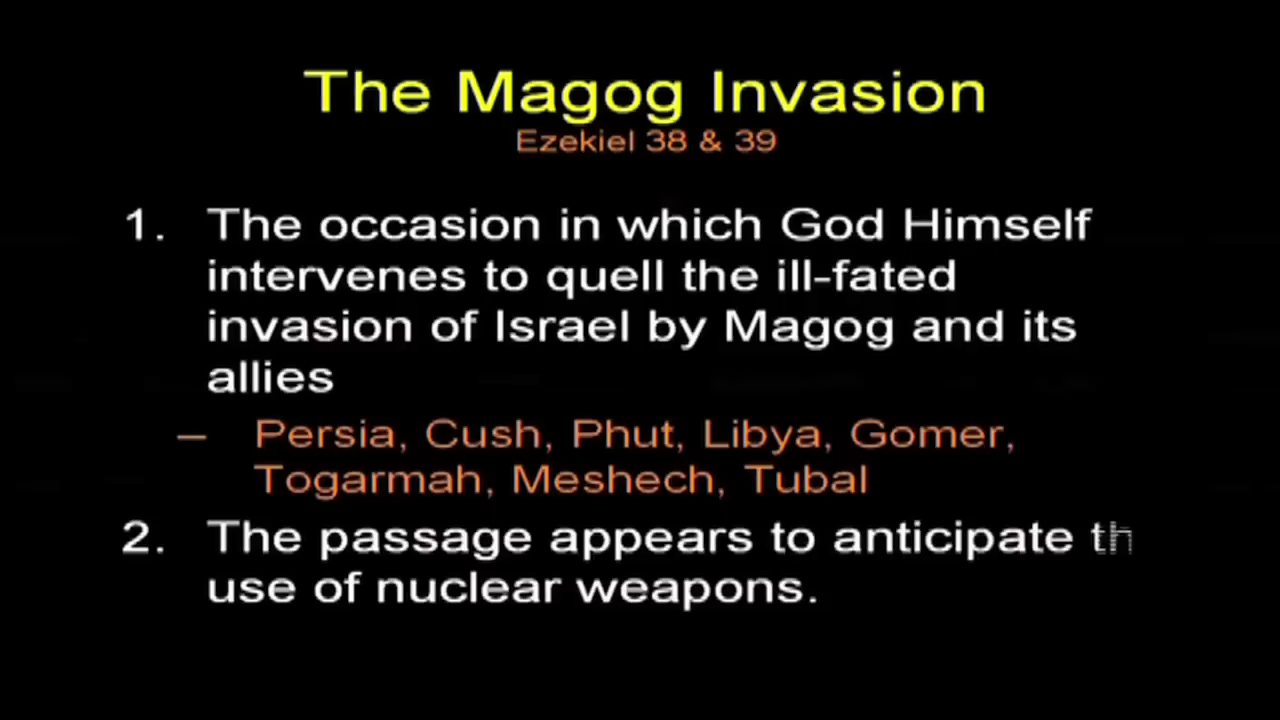 The Magog Invasion
Ezekiel 38 & 39
1. The occasion in which God Himself
intervenes to quell the ill-fated
invasion of Israel by Magog and its
allies
– Persia, Cush, Phut, Libya, Gomer,
Togarmah, Meshech, Tubal
2. The passage appears to anticipate th
use of nuclear weapons.